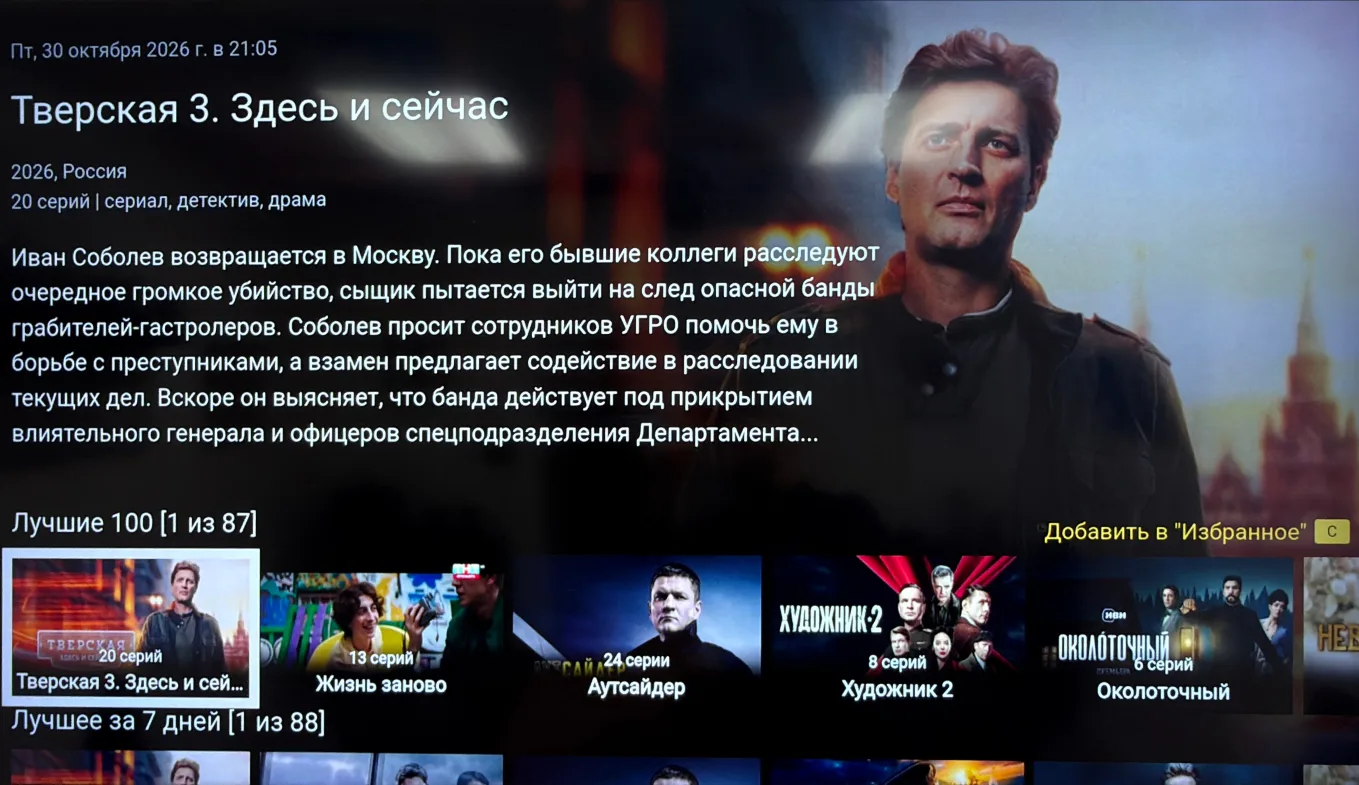 Пт, 30 октября 2026 г. в 21:05
Тверская 3. Здесь и сейчас
2026, Россия
20 серий | сериал, детектив, драма
Иван Соболев возвращается в Москву. Пока его бывшие коллеги расследуют
очередное громкое убийство, сыщик пытается выйти на след опасной банды
грабителей-гастролеров. Соболев просит сотрудников УГРО помочь ему в
борьбе с преступниками, а взамен предлагает содействие в расследовании
текущих дел. Вскоре он выясняет, что банда действует под прикрытием
влиятельного генерала и офицеров спецподразделения Департамента...
Лучшие 100 [1 из 87]
Добавить в "Избранное" C
ТВЕРСКАЯ
20 серий
Тверская 3. Здесь и сей...
13 серий
Жизнь заново
24 серии
Аутсайдер
ХУДОЖНИК·2
8 серий
Художник 2
ОКОЛОТОЧНЫЙ
6 серий
Околоточный
Лучшее за 7 дней [1 из 88]